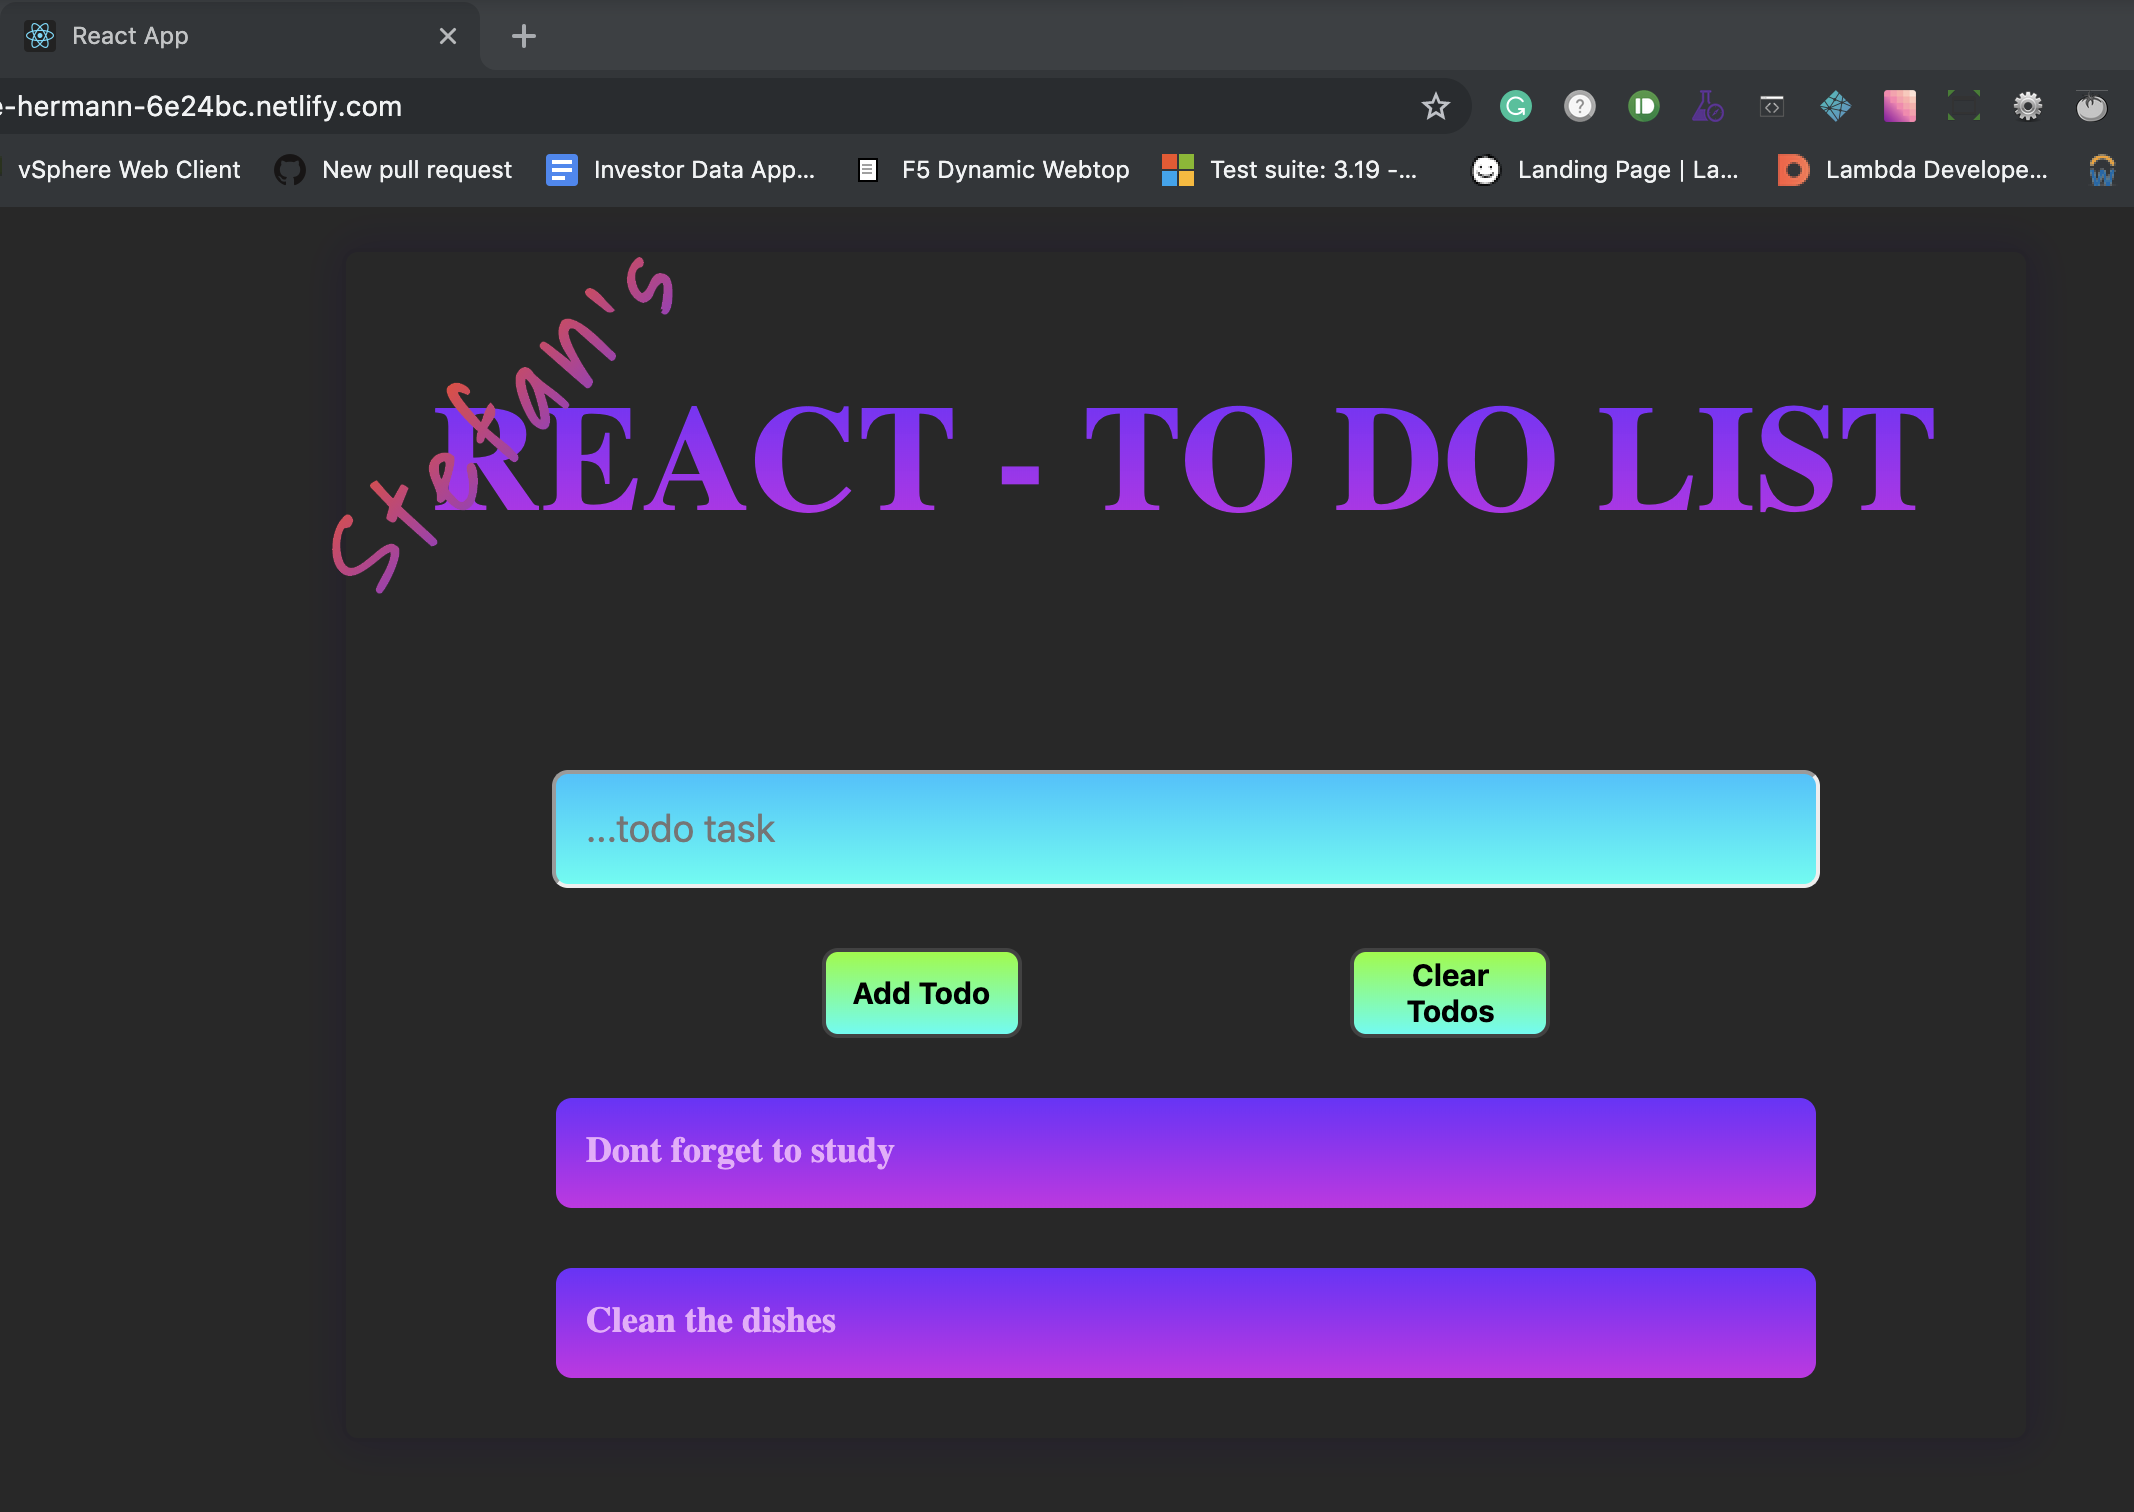 React App
e-hermann-6e24bc.netlify.com
vSphere Web Client New pull request Investor Data App... F5 Dynamic Webtop Test suite: 3.19 -... Landing Page | La... Lambda Develope...
Stefan's
REACT - TO DO LIST
...todo task
Add Todo
Clear
Todos
Dont forget to study
Clean the dishes